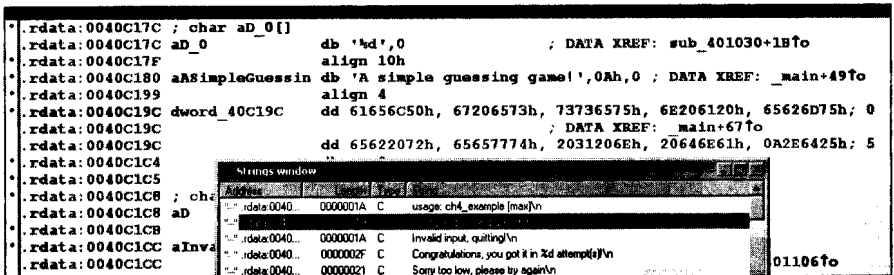 .rdata:0040C17C ; char aD_0[]
.rdata:0040C17C aD_0 db '%d',0 ; DATA XREF: sub_401030+1B↑o
.rdata:0040C17F align 10h
.rdata:0040C180 aASimpleGuessin db 'A simple guessing game!',0Ah,0 ; DATA XREF: _main+49↑o
.rdata:0040C199 align 4
.rdata:0040C19C dword_40C19C dd 61656C50h, 67206573h, 73736575h, 6E206120h, 65626D75h; 0
.rdata:0040C19C ; DATA XREF: _main+67↑o
.rdata:0040C19C dd 65622072h, 65657774h, 2031206Eh, 20646E61h, 0A2E6425h; 5
.rdata:0040C1C4
.rdata:0040C1C5
.rdata:0040C1C8 ; cha
.rdata:0040C1C8 aD
.rdata:0040C1CB
.rdata:0040C1CC aInva
.rdata:0040C1CC 01106↑o
Strings window
Address Length Type
.rdata:0040... 0000001A C usage: ch4_example [max]\n
.rdata:0040... 0000001A C Invalid input, quitting!\n
.rdata:0040... 0000002F C Congratulations, you got it in %d attempt(s)!\n
.rdata:0040... 00000021 C Sorry too low, please try again\n